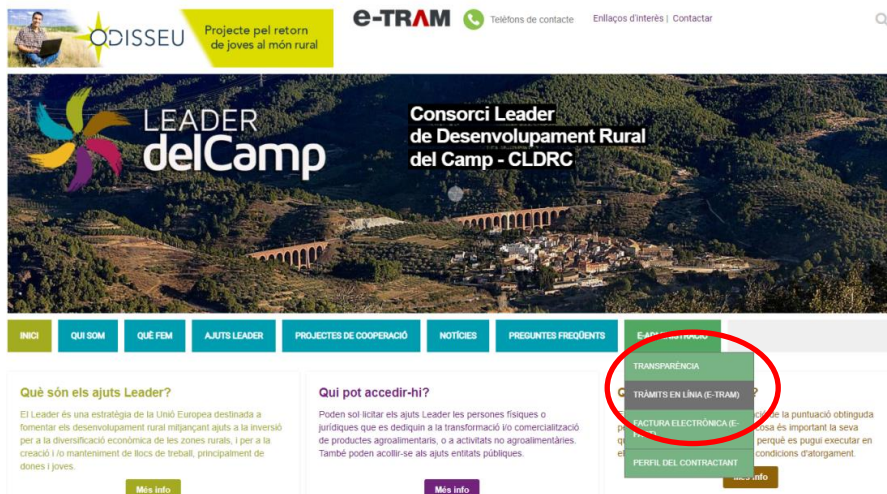 ODISSEU
Projecte pel retorn
de joves al món rural
e-TRAM
Telèfons de contacte
Enllaços d'interès | Contactar
LEADER
delCamp
Consorci Leader
de Desenvolupament Rural
del Camp - CLDRC
INICI
QUI SOM
QUÈ FEM
AJUTS LEADER
PROJECTES DE COOPERACIÓ
NOTÍCIES
PREGUNTES FREQÜENTS
E-ADMINISTRACIÓ
TRANSPARÈNCIA
TRÀMITS EN LÍNIA (E-TRAM)
FACTURA ELECTRÒNICA (E-
FACT)
PERFIL DEL CONTRACTANT
Què són els ajuts Leader?
El Leader és una estratégia de la Unió Europea destinada a
fomentar els desenvolupament rural mitjançant ajuts a la inversió
per a la diversificació econòmica de les zones rurals, i per a la
creació i /o manteniment de llocs de treball, principalment de
dones i joves.
Més info
Qui pot accedir-hi?
Poden sol·licitar els ajuts Leader les persones físiques o
jurídiques que es dediquin a la transformació i/o comercialització
de productes agroalimentaris, o a activitats no agroalimentàries.
També poden acollir-se als ajuts entitats públiques.
Més info
?
de la puntuació obtinguda
cosa és important la seva
perquè es pugui executar en
condicions d'atorgament.
Més info